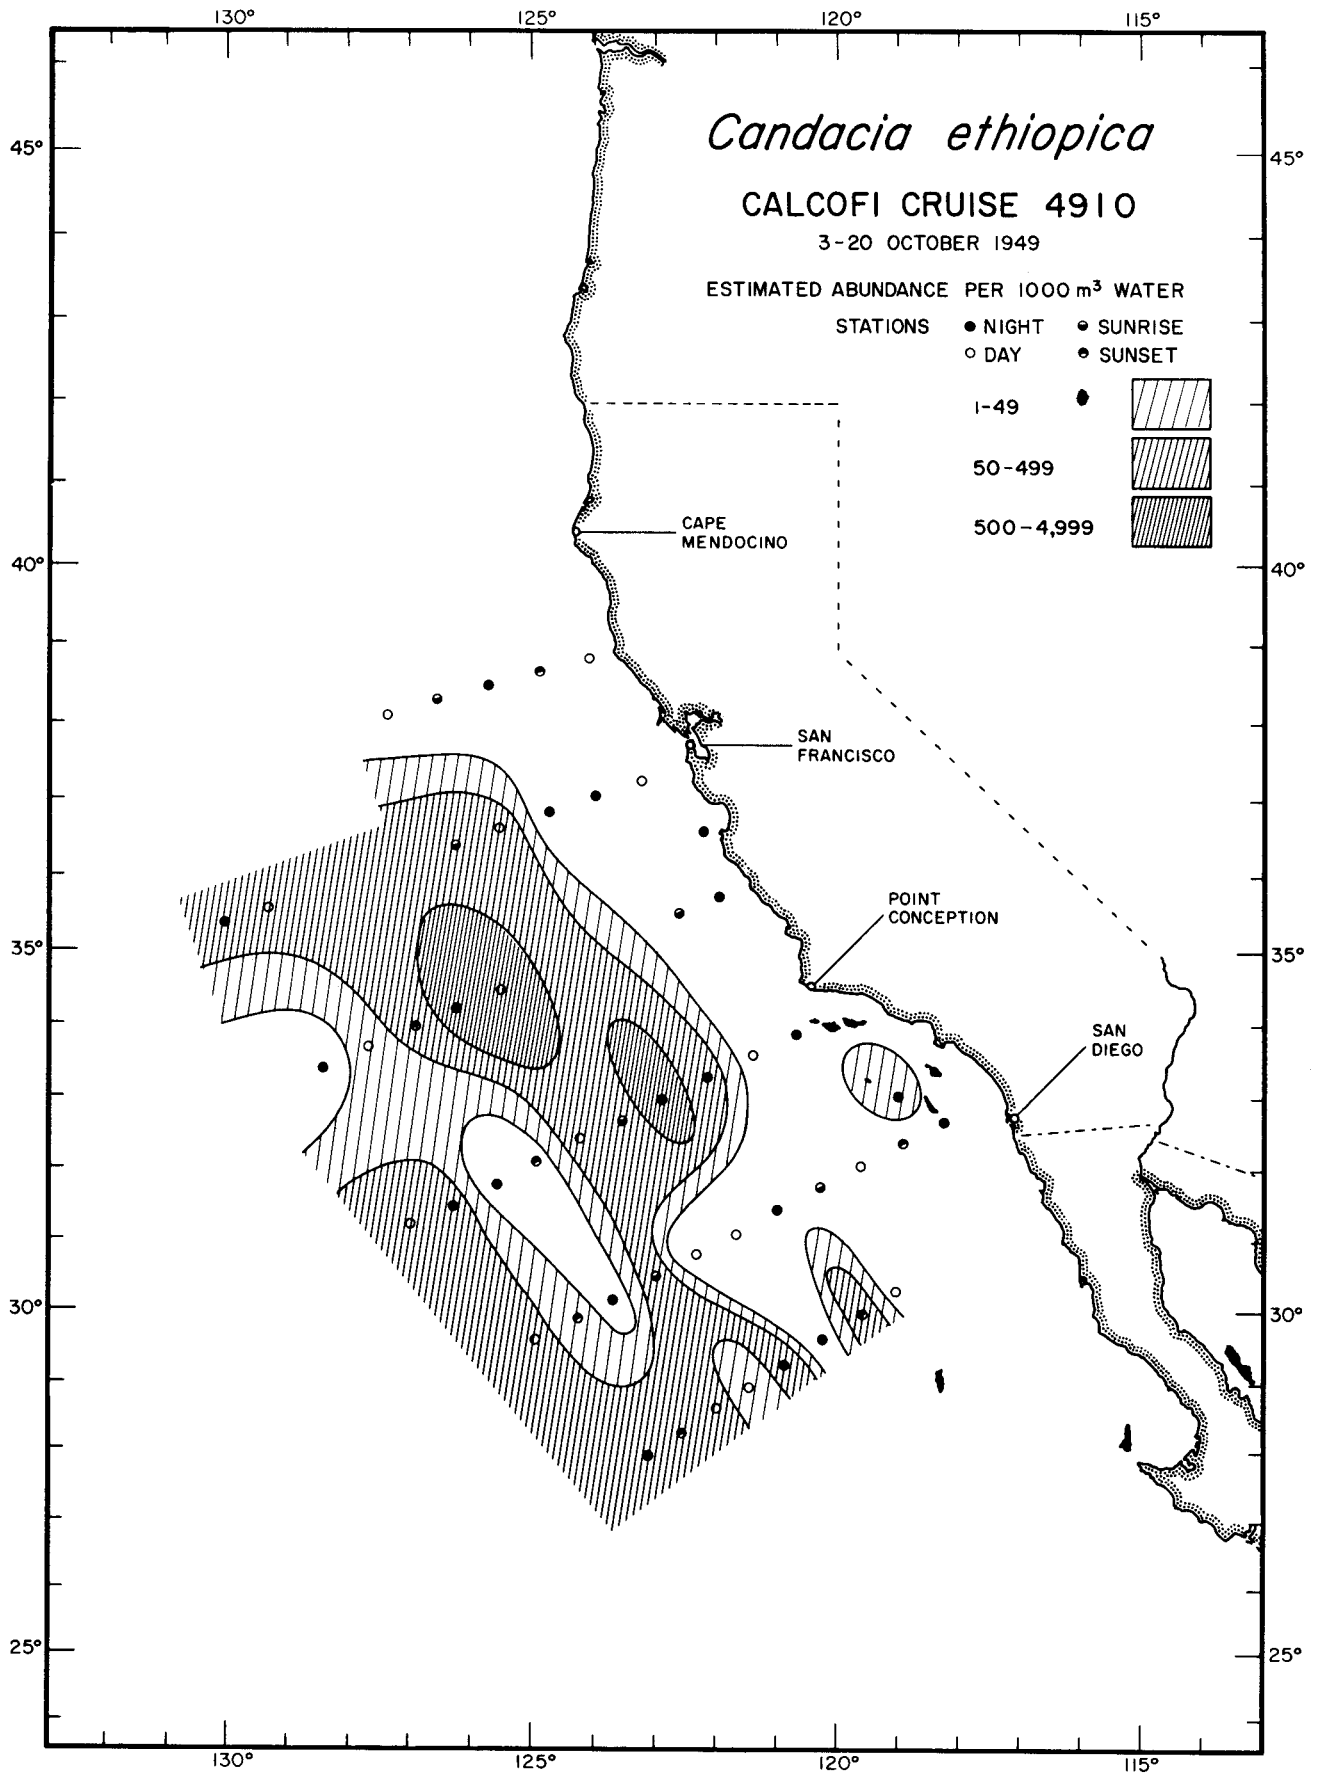 130° 125° 120° 115°
Candacia ethiopica
45° 45°
CALCOFI CRUISE 4910
3-20 OCTOBER 1949
ESTIMATED ABUNDANCE PER 1000 m³ WATER
STATIONS NIGHT SUNRISE
DAY SUNSET
1-49
50-499
500-4,999
CAPE
MENDOCINO
40° 40°
SAN
FRANCISCO
POINT
CONCEPTION
35° 35°
SAN
DIEGO
30° 30°
25° 25°
130° 125° 120° 115°